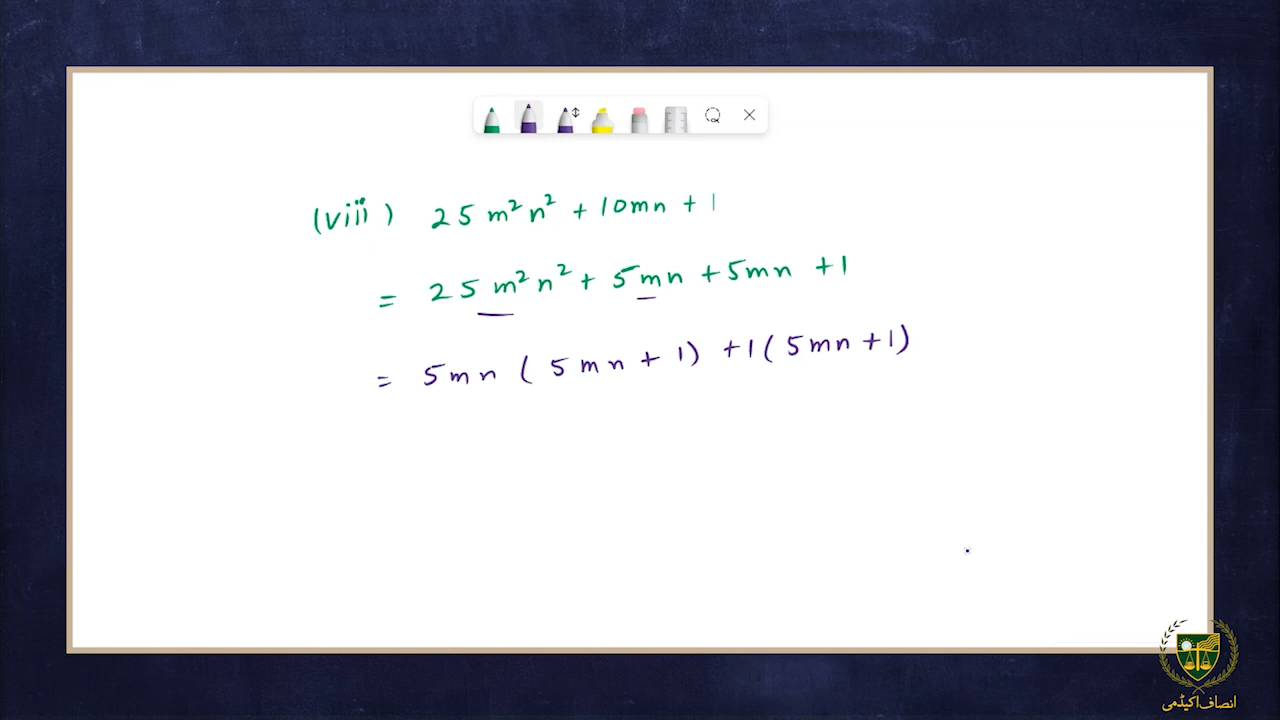 (viii) 25m²n² + 10mn + 1
= 25m²n² + 5mn + 5mn + 1
= 5mn ( 5mn + 1) + 1 ( 5mn + 1)
انصاف اکیڈمی